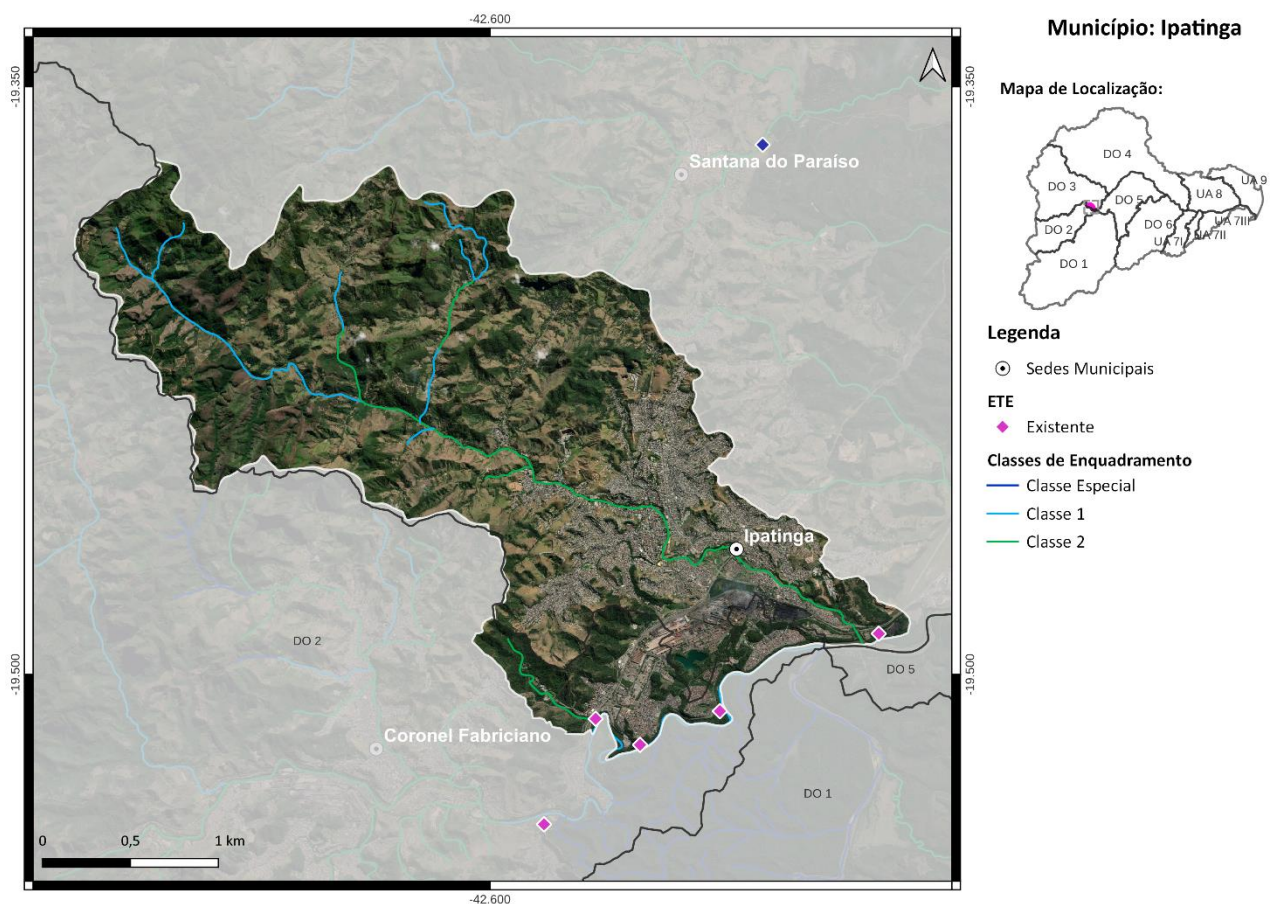 Município: Ipatinga
-42.600
-19.350
-19.350
Santana do Paraíso
Ipatinga
DO 2
-19.500
-19.500
DO 5
Coronel Fabriciano
DO 1
0 0,5 1 km
-42.600
Mapa de Localização:
DO 4
DO 3
UA 9
UA 8
DO 5
DO 2
DO 6
UA 7III
UA 7II
UA 7I
DO 1
Legenda
Sedes Municipais
ETE
Existente
Classes de Enquadramento
Classe Especial
Classe 1
Classe 2